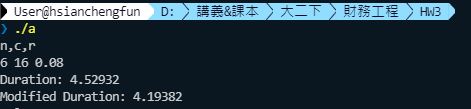 User@hsianchengfun D: 講義&課本 大二下 財務工程 HW3
❯ ./a
n,c,r
6 16 0.08
Duration: 4.52932
Modified Duration: 4.19382